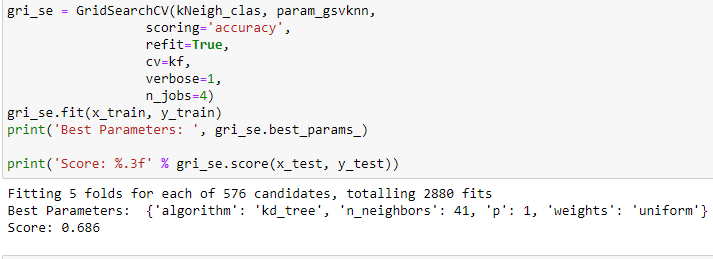 gri_se = GridSearchCV(kNeigh_clas, param_gsvknn,
scoring='accuracy',
refit=True,
cv=kf,
verbose=1,
n_jobs=4)
gri_se.fit(x_train, y_train)
print('Best Parameters: ', gri_se.best_params_)
print('Score: %.3f' % gri_se.score(x_test, y_test))
Fitting 5 folds for each of 576 candidates, totalling 2880 fits
Best Parameters:  {'algorithm': 'kd_tree', 'n_neighbors': 41, 'p': 1, 'weights': 'uniform'}
Score: 0.686